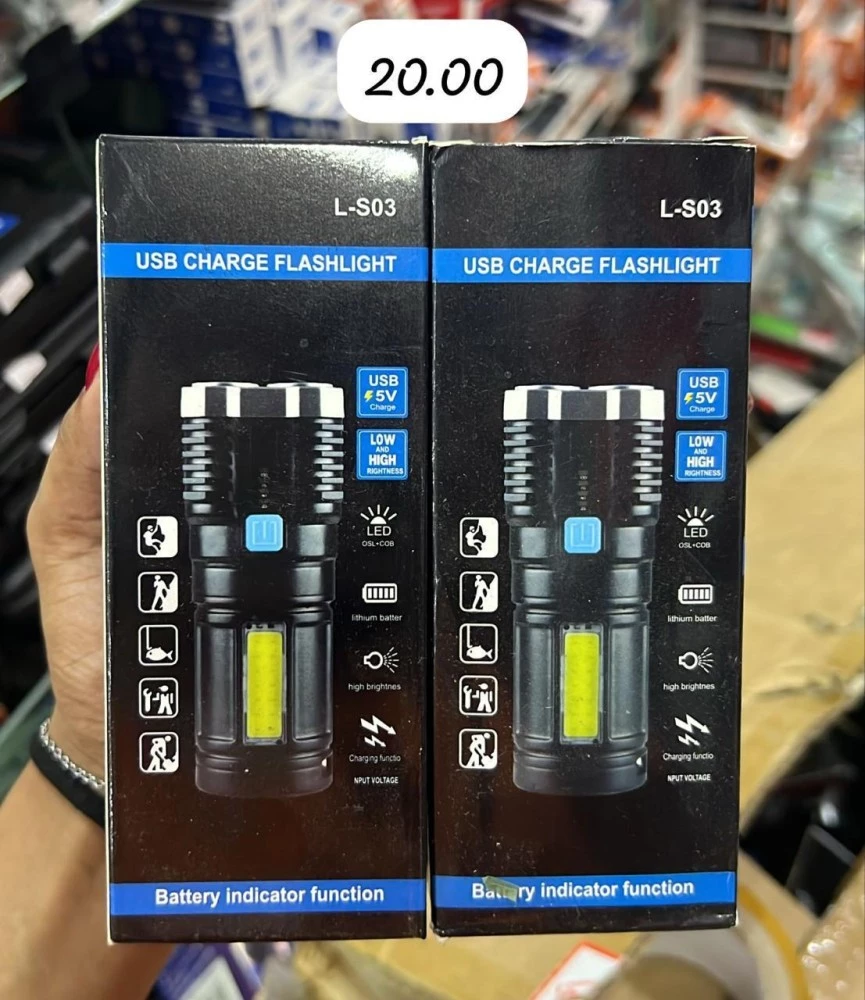 20.00
L-S03
USB CHARGE FLASHLIGHT
USB
5V
Charge
LOW
AND
HIGH
RIGHTNESS
LED
OSL+COB
lithium batter
high brightnes
Charging functio
NPUT VOLTAGE
Battery indicator function
L-S03
USB CHARGE FLASHLIGHT
USB
5V
Charge
LOW
AND
HIGH
RIGHTNESS
LED
OSL+COB
lithium batter
high brightnes
Charging functio
NPUT VOLTAGE
Battery indicator function